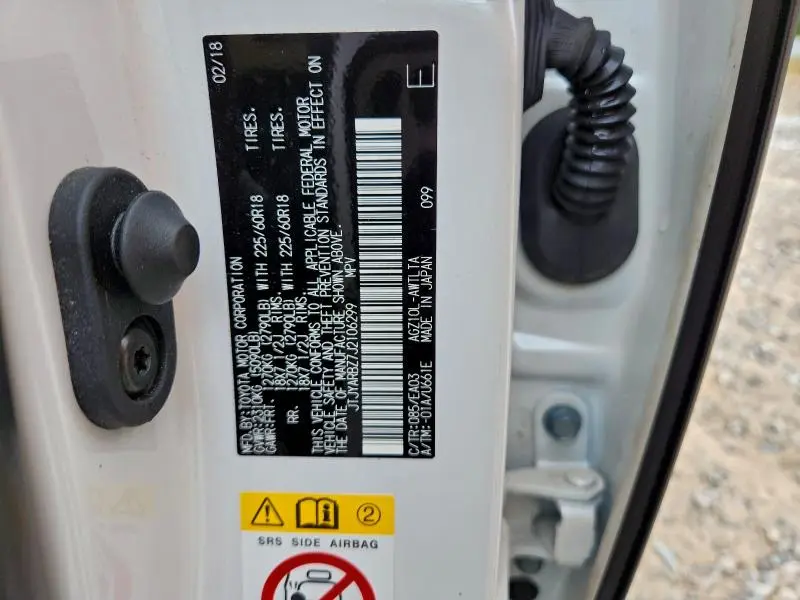 02/18
MFD.BY:TOYOTA MOTOR CORPORATION
GVWR:2310KG (5090LB)
GAWR:FRT. 1270KG (2790LB) WITH 225/60R18 TIRES.
18X7 1/2J RIMS.
RR. 1270KG (2790LB) WITH 225/60R18 TIRES.
18X7 1/2J RIMS.
THIS VEHICLE CONFORMS TO ALL APPLICABLE FEDERAL MOTOR
VEHICLE SAFETY AND THEFT PREVENTION STANDARDS IN EFFECT ON
THE DATE OF MANUFACTURE SHOWN ABOVE.
JTJYARBZ7J2106299 MPV
E
C/TR:085/EA03 AGZ10L-AWTLTA 099
A/TM:-01A/U661E MADE IN JAPAN
2
SRS SIDE AIRBAG